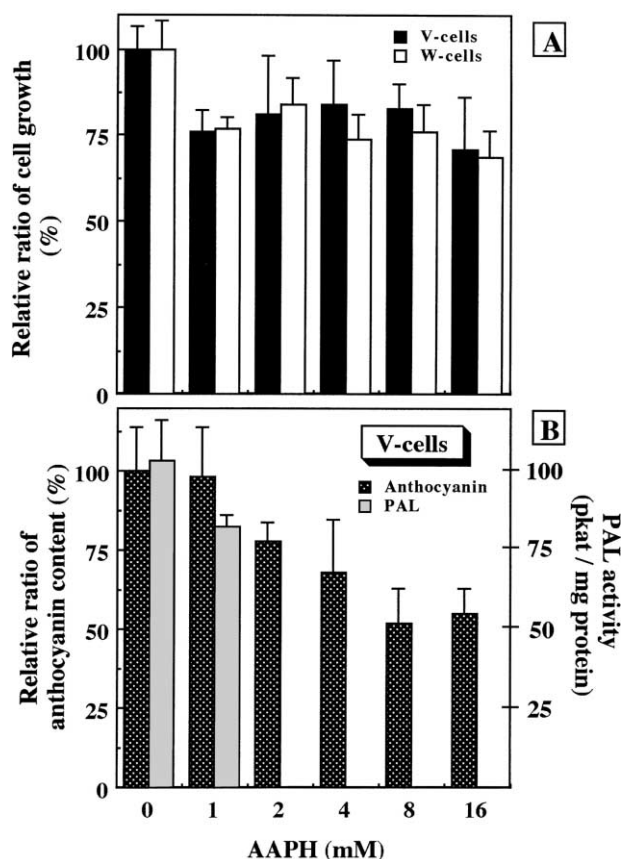 A
V-cells
W-cells
Relative ratio of cell growth
(%)
100
75
50
25
0
B
V-cells
Anthocyanin
PAL
Relative ratio of
anthocyanin content (%)
100
75
50
25
0
PAL activity
(pkat / mg protein)
100
75
50
25
0 1 2 4 8 16
AAPH (mM)